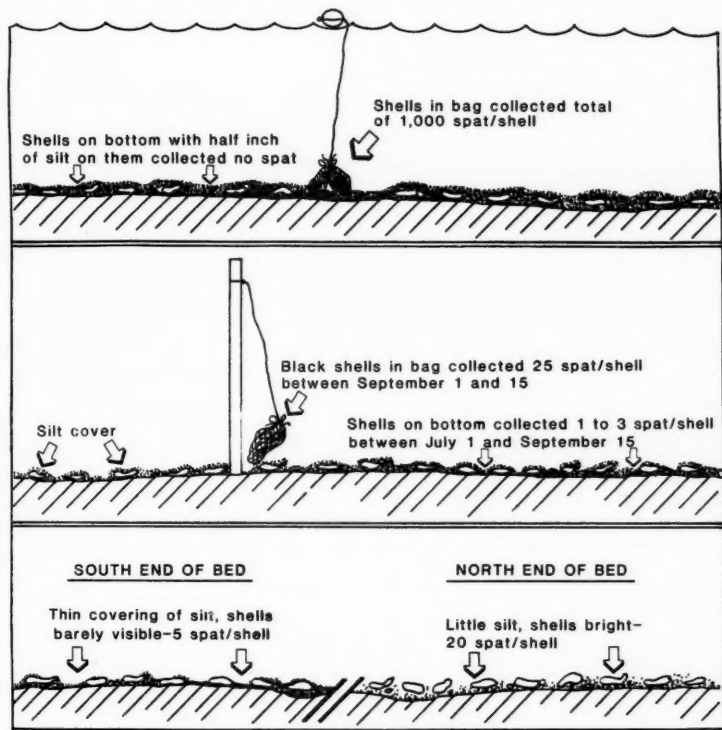 Shells in bag collected total
of 1,000 spat/shell
Shells on bottom with half inch
of silt on them collected no spat
Black shells in bag collected 25 spat/shell
between September 1 and 15
Silt cover
Shells on bottom collected 1 to 3 spat/shell
between July 1 and September 15
SOUTH END OF BED
NORTH END OF BED
Thin covering of silt, shells
barely visible-5 spat/shell
Little silt, shells bright-
20 spat/shell